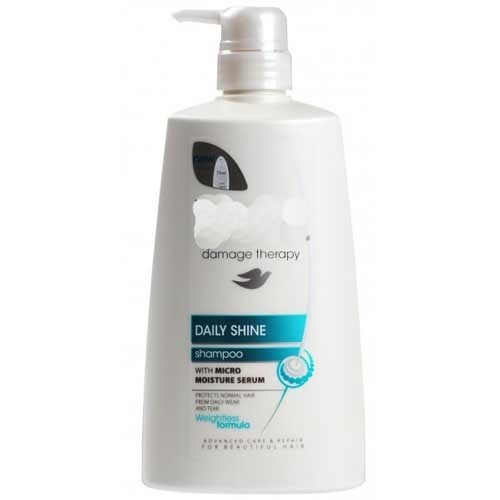 damage therapy
DAILY SHINE
shampoo
WITH MICRO
MOISTURE SERUM
PROTECTS NORMAL HAIR
FROM DAILY WEAR
AND TEAR
Weightless
formula
ADVANCED CARE & REPAIR
FOR BEAUTIFUL HAIR